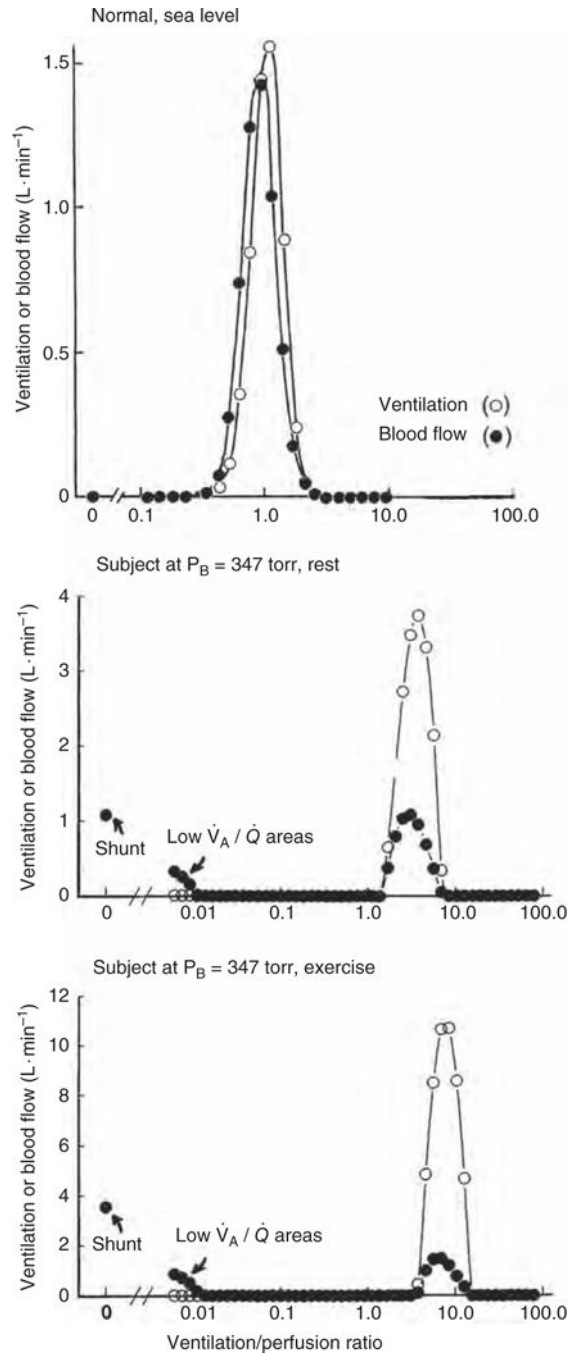 Normal, sea level
Ventilation or blood flow (L·min⁻¹)
1.5
1.0
0.5
0
Ventilation (○)
Blood flow (●)
0 0.1 1.0 10.0 100.0
Subject at P_B = 347 torr, rest
Ventilation or blood flow (L·min⁻¹)
4
3
2
1
0
Shunt
Low V̇_A / Q̇ areas
0 0.01 0.1 1.0 10.0 100.0
Subject at P_B = 347 torr, exercise
Ventilation or blood flow (L·min⁻¹)
12
10
8
6
4
2
0
Shunt
Low V̇_A / Q̇ areas
0 0.01 0.1 1.0 10.0 100.0
Ventilation/perfusion ratio